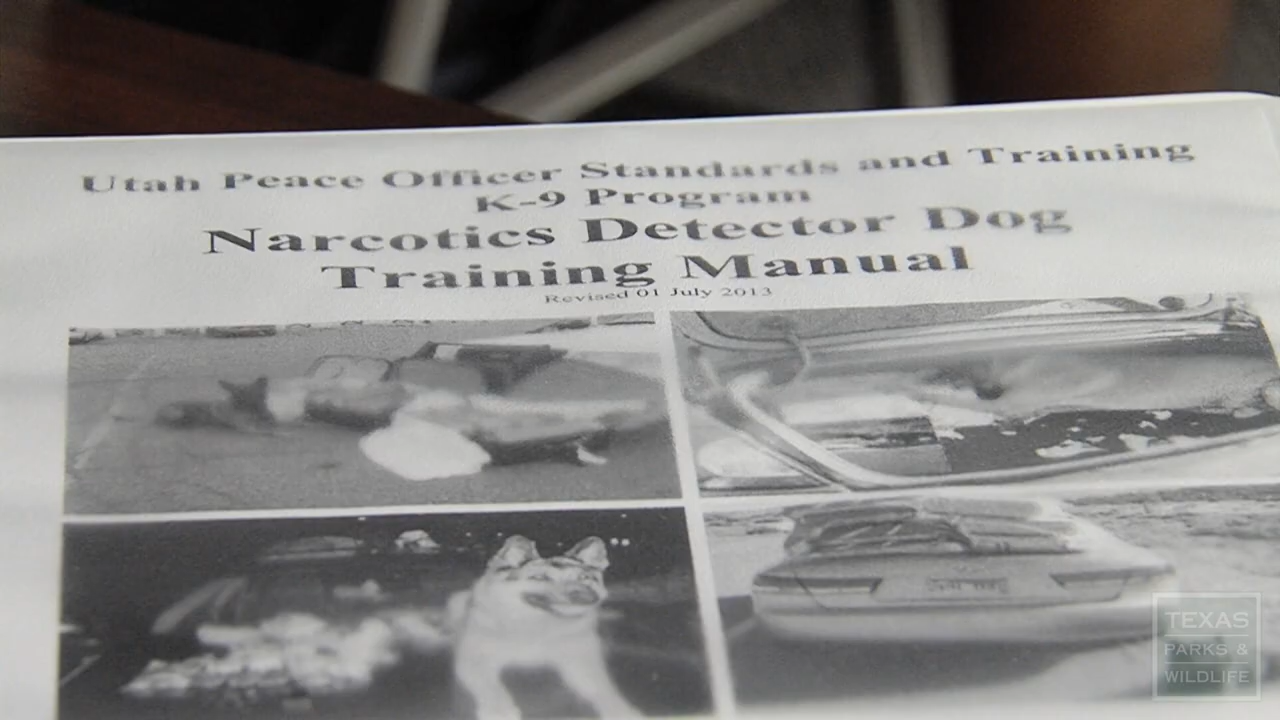 Utah Peace Officer Standards and Training
K-9 Program
Narcotics Detector Dog
Training Manual
Revised 01 July 2013
TEXAS
PARKS &
WILDLIFE